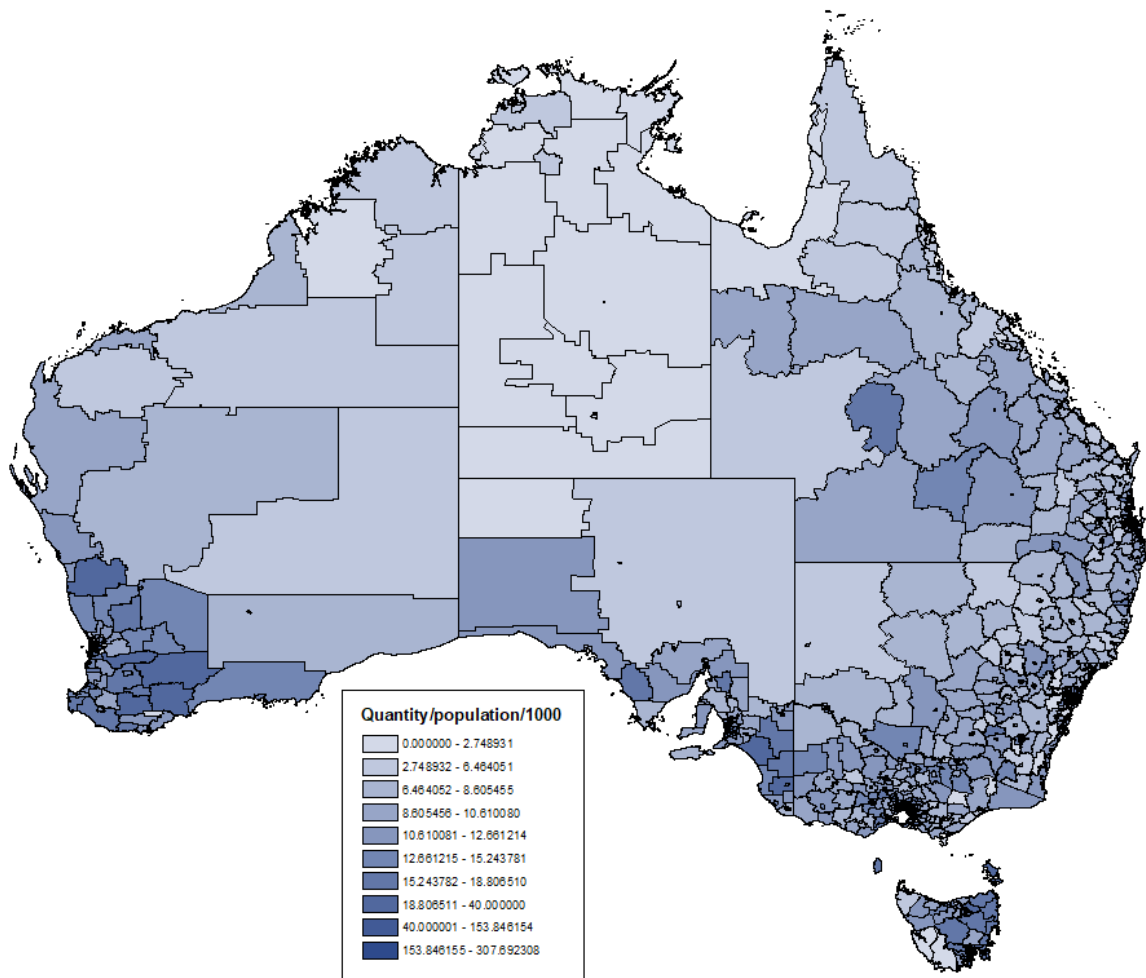 Quantity/population/1000
0.000000 - 2.748931
2.748932 - 6.464051
6.464052 - 8.605455
8.605456 - 10.610080
10.610081 - 12.661214
12.661215 - 15.243781
15.243782 - 18.806510
18.806511 - 40.000000
40.000001 - 153.846154
153.846155 - 307.692308